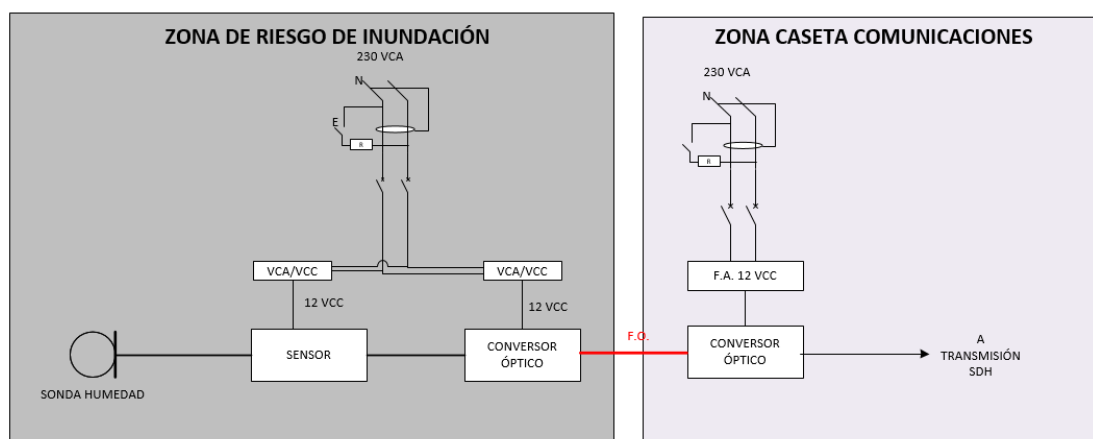 ZONA DE RIESGO DE INUNDACIÓN
230 VCA
N
E
R
VCA/VCC
VCA/VCC
12 VCC
12 VCC
SENSOR
CONVERSOR
ÓPTICO
SONDA HUMEDAD
F.O.
ZONA CASETA COMUNICACIONES
230 VCA
N
R
F.A. 12 VCC
CONVERSOR
ÓPTICO
A
TRANSMISIÓN
SDH